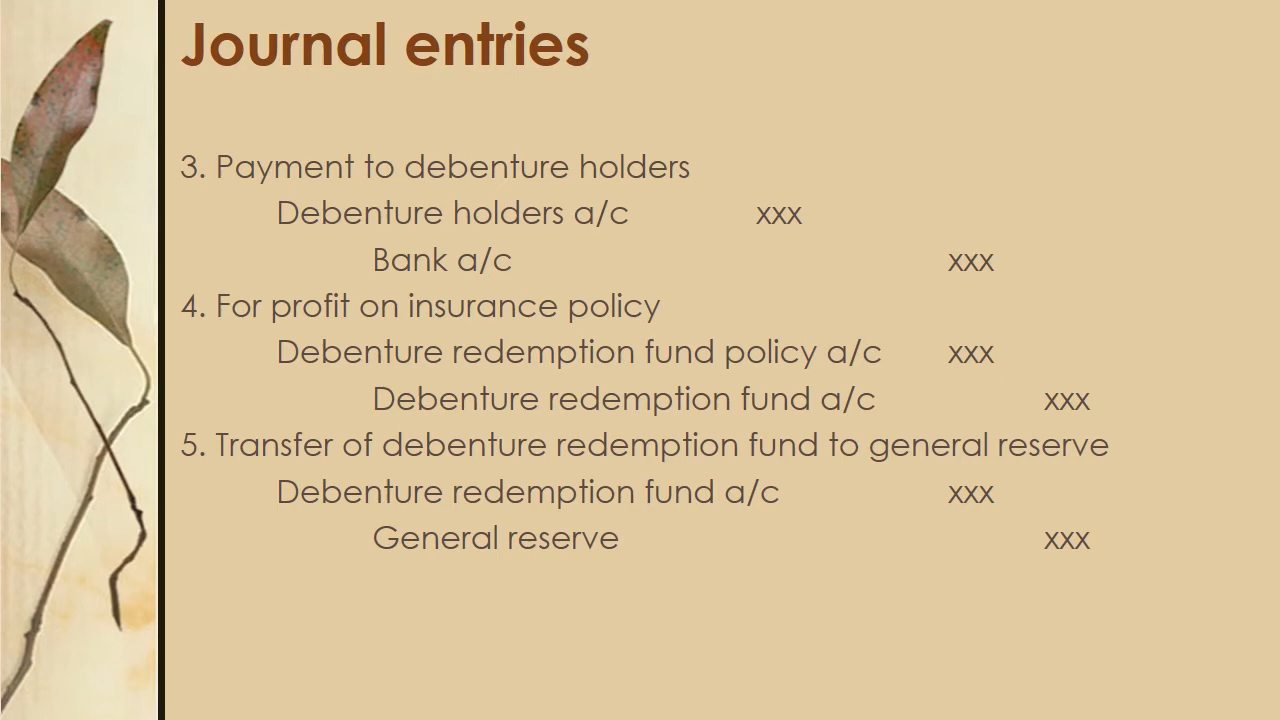 Journal entries
3. Payment to debenture holders
Debenture holders a/c xxx
Bank a/c xxx
4. For profit on insurance policy
Debenture redemption fund policy a/c xxx
Debenture redemption fund a/c xxx
5. Transfer of debenture redemption fund to general reserve
Debenture redemption fund a/c xxx
General reserve xxx